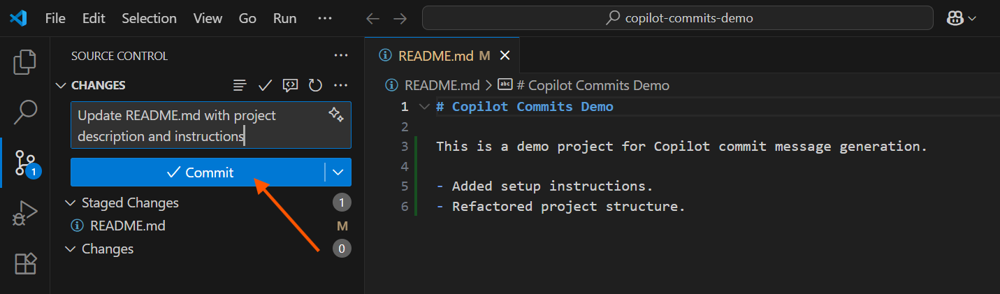 File Edit Selection View Go Run ··· copilot-commits-demo
SOURCE CONTROL ···
CHANGES ···
Update README.md with project
description and instructions
Commit
Staged Changes 1
README.md M
Changes 0
1
README.md M
README.md > # Copilot Commits Demo
1 # Copilot Commits Demo
2
3 This is a demo project for Copilot commit message generation.
4
5 - Added setup instructions.
6 - Refactored project structure.